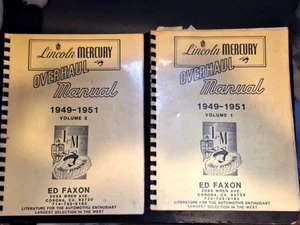 Lincoln MERCURY
OVERHAUL
Manual
1949-1951
VOLUME 2
L-M
ED FAXON
CORONA, CA. 91720
LITERATURE FOR THE AUTOMOTIVE ENTHUSIAST
LARGEST SELECTION IN THE WEST
Lincoln MERCURY
OVERHAUL
Manual
1949-1951
VOLUME 1
L-M
ED FAXON
CORONA, CA. 91720
LITERATURE FOR THE AUTOMOTIVE ENTHUSIAST
LARGEST SELECTION IN THE WEST